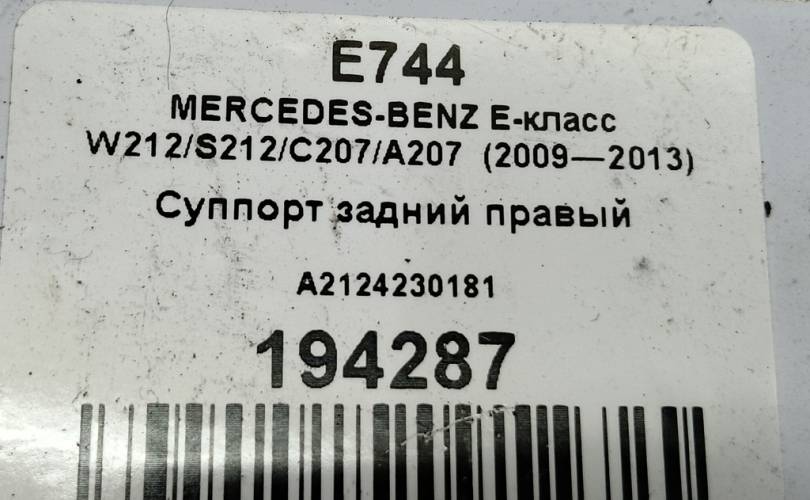 E744
MERCEDES-BENZ E-класс
W212/S212/C207/A207 (2009—2013)
Суппорт задний правый
A2124230181
194287